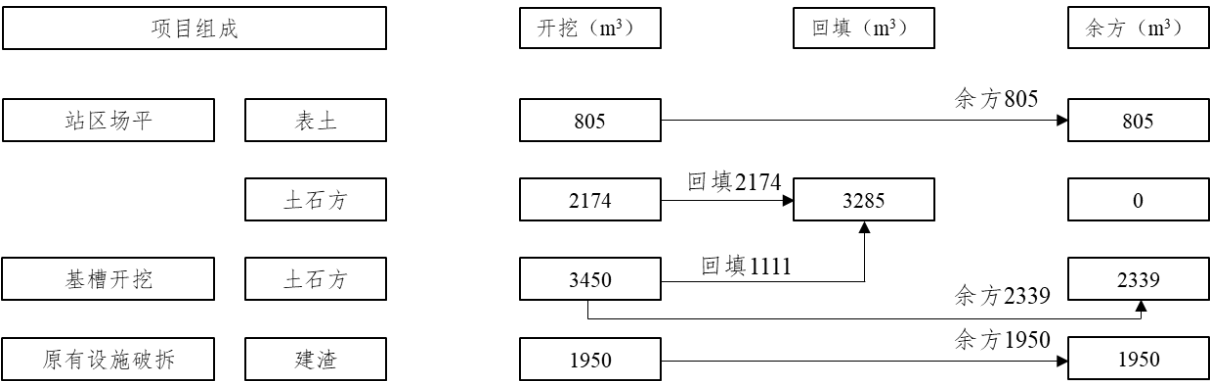 项目组成 开挖（m³） 回填（m³） 余方（m³）
站区场平 表土 805 余方805 805
土石方 2174 回填2174 3285 0
基槽开挖 土石方 3450 回填1111 余方2339 2339
原有设施破拆 建渣 1950 余方1950 1950